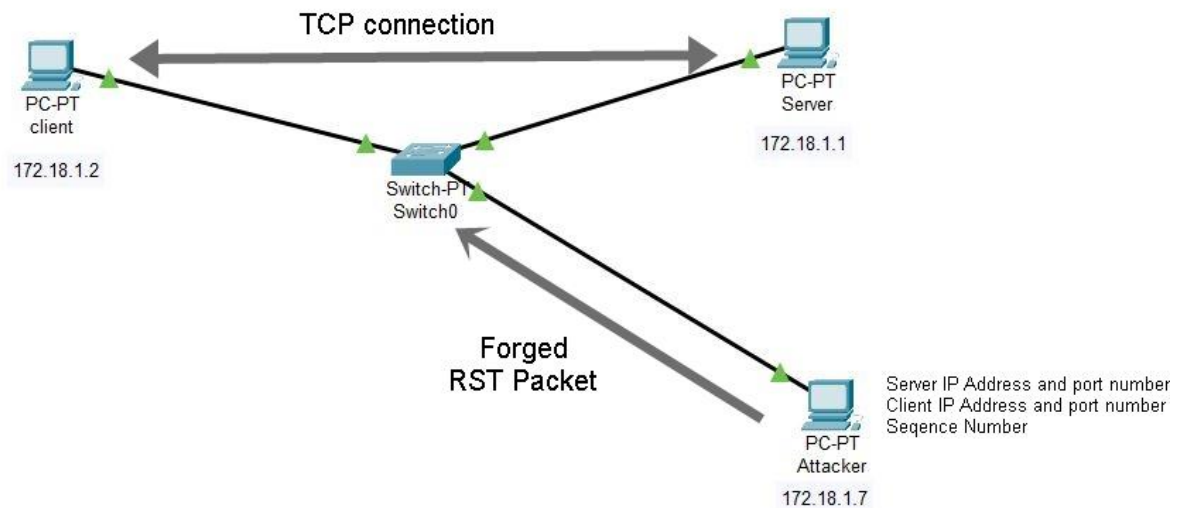 TCP connection
PC-PT
client
172.18.1.2
PC-PT
Server
172.18.1.1
Switch-PT
Switch0
Forged
RST Packet
Server IP Address and port number
Client IP Address and port number
Seqence Number
PC-PT
Attacker
172.18.1.7